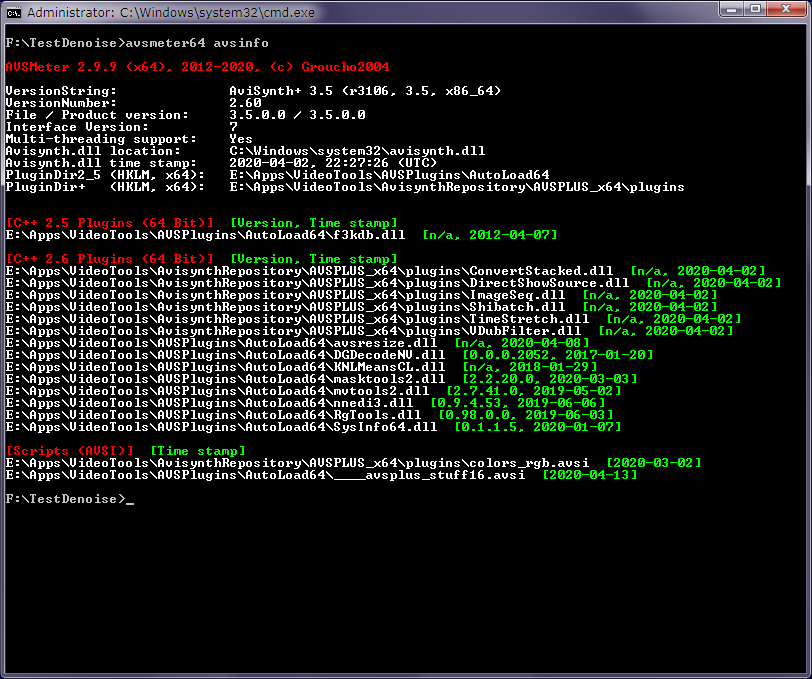 Administrator: C:\Windows\system32\cmd.exe
F:\TestDenoise>avsmeter64 avsinfo
AVSMeter 2.9.9 (x64), 2012-2020, (c) Groucho2004
VersionString: AviSynth+ 3.5 (r3106, 3.5, x86_64)
VersionNumber: 2.60
File / Product version: 3.5.0.0 / 3.5.0.0
Interface Version: 7
Multi-threading support: Yes
Avisynth.dll location: C:\Windows\system32\avisynth.dll
Avisynth.dll time stamp: 2020-04-02, 22:27:26 (UTC)
PluginDir2_5 (HKLM, x64): E:\Apps\VideoTools\AVSPlugins\AutoLoad64
PluginDir+ (HKLM, x64): E:\Apps\VideoTools\AvisynthRepository\AVSPLUS_x64\plugins
[C++ 2.5 Plugins (64 Bit)] [Version, Time stamp]
E:\Apps\VideoTools\AVSPlugins\AutoLoad64\f3kdb.dll [n/a, 2012-04-07]
[C++ 2.6 Plugins (64 Bit)] [Version, Time stamp]
E:\Apps\VideoTools\AvisynthRepository\AVSPLUS_x64\plugins\ConvertStacked.dll [n/a, 2020-04-02]
E:\Apps\VideoTools\AvisynthRepository\AVSPLUS_x64\plugins\DirectShowSource.dll [n/a, 2020-04-02]
E:\Apps\VideoTools\AvisynthRepository\AVSPLUS_x64\plugins\ImageSeq.dll [n/a, 2020-04-02]
E:\Apps\VideoTools\AvisynthRepository\AVSPLUS_x64\plugins\Shibatch.dll [n/a, 2020-04-02]
E:\Apps\VideoTools\AvisynthRepository\AVSPLUS_x64\plugins\TimeStretch.dll [n/a, 2020-04-02]
E:\Apps\VideoTools\AvisynthRepository\AVSPLUS_x64\plugins\VDubFilter.dll [n/a, 2020-04-02]
E:\Apps\VideoTools\AVSPlugins\AutoLoad64\avsresize.dll [n/a, 2020-04-08]
E:\Apps\VideoTools\AVSPlugins\AutoLoad64\DGDecodeNV.dll [0.0.0.2052, 2017-01-20]
E:\Apps\VideoTools\AVSPlugins\AutoLoad64\KNLMeansCL.dll [n/a, 2018-01-29]
E:\Apps\VideoTools\AVSPlugins\AutoLoad64\masktools2.dll [2.2.20.0, 2020-03-03]
E:\Apps\VideoTools\AVSPlugins\AutoLoad64\mvtools2.dll [2.7.41.0, 2019-05-02]
E:\Apps\VideoTools\AVSPlugins\AutoLoad64\nnedi3.dll [0.9.4.53, 2019-06-06]
E:\Apps\VideoTools\AVSPlugins\AutoLoad64\RgTools.dll [0.98.0.0, 2019-06-03]
E:\Apps\VideoTools\AVSPlugins\AutoLoad64\SysInfo64.dll [0.1.1.5, 2020-01-07]
[Scripts (AVSI)] [Time stamp]
E:\Apps\VideoTools\AvisynthRepository\AVSPLUS_x64\plugins\colors_rgb.avsi [2020-03-02]
E:\Apps\VideoTools\AVSPlugins\AutoLoad64\____avsplus_stuff16.avsi [2020-04-13]
F:\TestDenoise>_